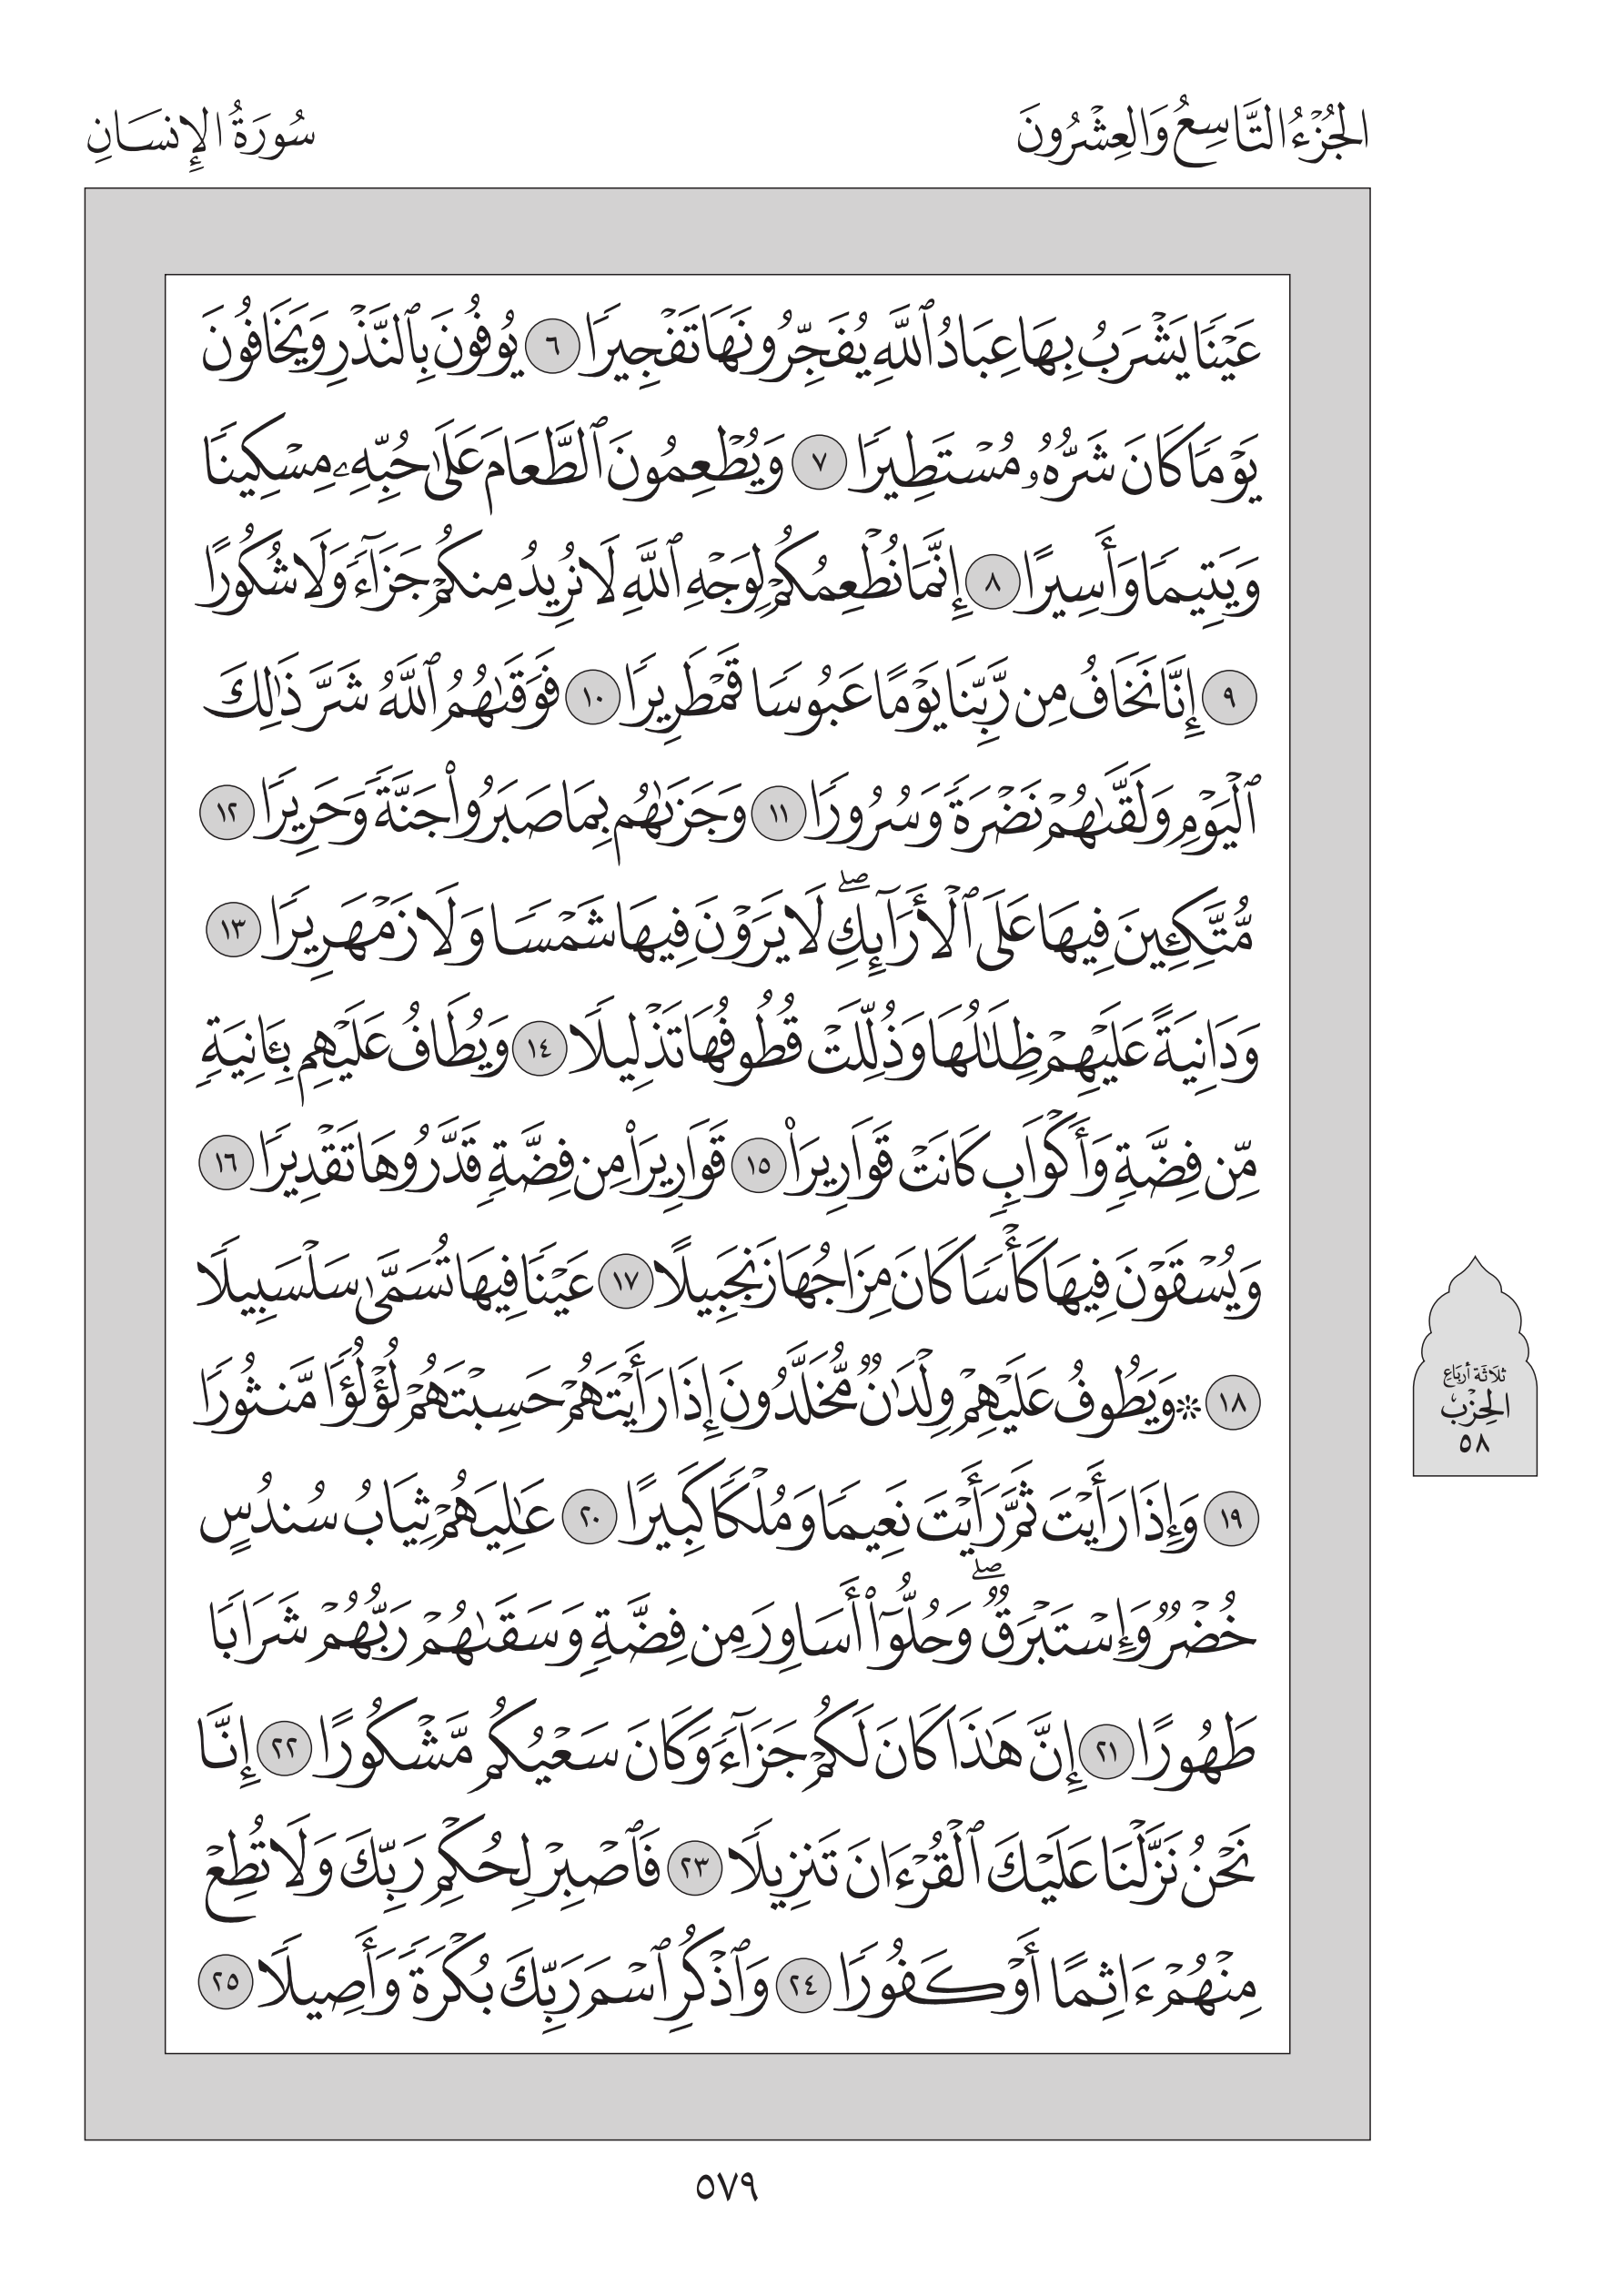 الجُزْءُ التَّاسِعُ وَالعِشْرُونَ
سُورَةُ الإِنسَانِ
عَيْنًا يَشْرَبُ بِهَا عِبَادُ ٱللَّهِ يُفَجِّرُونَهَا تَفْجِيرًا ٦ يُوفُونَ بِٱلنَّذْرِ وَيَخَافُونَ
يَوْمًا كَانَ شَرُّهُۥ مُسْتَطِيرًا ٧ وَيُطْعِمُونَ ٱلطَّعَامَ عَلَىٰ حُبِّهِۦ مِسْكِينًا
وَيَتِيمًا وَأَسِيرًا ٨ إِنَّمَا نُطْعِمُكُمْ لِوَجْهِ ٱللَّهِ لَا نُرِيدُ مِنكُمْ جَزَآءً وَلَا شُكُورًا
٩ إِنَّا نَخَافُ مِن رَّبِّنَا يَوْمًا عَبُوسًا قَمْطَرِيرًا ١٠ فَوَقَىٰهُمُ ٱللَّهُ شَرَّ ذَٰلِكَ
ٱلْيَوْمِ وَلَقَّىٰهُمْ نَضْرَةً وَسُرُورًا ١١ وَجَزَىٰهُم بِمَا صَبَرُوا۟ جَنَّةً وَحَرِيرًا ١٢
مُّتَّكِـِٔينَ فِيهَا عَلَى ٱلْأَرَآئِكِ ۖ لَا يَرَوْنَ فِيهَا شَمْسًا وَلَا زَمْهَرِيرًا ١٣
وَدَانِيَةً عَلَيْهِمْ ظِلَـٰلُهَا وَذُلِّلَتْ قُطُوفُهَا تَذْلِيلًا ١٤ وَيُطَافُ عَلَيْهِم بِـَٔانِيَةٍ
مِّن فِضَّةٍ وَأَكْوَابٍ كَانَتْ قَوَارِيرَا۠ ١٥ قَوَارِيرَا۟ مِن فِضَّةٍ قَدَّرُوهَا تَقْدِيرًا ١٦
وَيُسْقَوْنَ فِيهَا كَأْسًا كَانَ مِزَاجُهَا زَنجَبِيلًا ١٧ عَيْنًا فِيهَا تُسَمَّىٰ سَلْسَبِيلًا
١٨ ۞ وَيَطُوفُ عَلَيْهِمْ وِلْدَٰنٌ مُّخَلَّدُونَ إِذَا رَأَيْتَهُمْ حَسِبْتَهُمْ لُؤْلُؤًا مَّنثُورًا
١٩ وَإِذَا رَأَيْتَ ثَمَّ رَأَيْتَ نَعِيمًا وَمُلْكًا كَبِيرًا ٢٠ عَـٰلِيَهُمْ ثِيَابُ سُندُسٍ
خُضْرٌ وَإِسْتَبْرَقٌ ۖ وَحُلُّوٓا۟ أَسَاوِرَ مِن فِضَّةٍ وَسَقَىٰهُمْ رَبُّهُمْ شَرَابًا
طَهُورًا ٢١ إِنَّ هَـٰذَا كَانَ لَكُمْ جَزَآءً وَكَانَ سَعْيُكُم مَّشْكُورًا ٢٢ إِنَّا
نَحْنُ نَزَّلْنَا عَلَيْكَ ٱلْقُرْءَانَ تَنزِيلًا ٢٣ فَٱصْبِرْ لِحُكْمِ رَبِّكَ وَلَا تُطِعْ
مِنْهُمْ ءَاثِمًا أَوْ كَفُورًا ٢٤ وَٱذْكُرِ ٱسْمَ رَبِّكَ بُكْرَةً وَأَصِيلًا ٢٥
ثَلَاثَة أَرْبَاع
الحِزْب
٥٨
٥٧٩